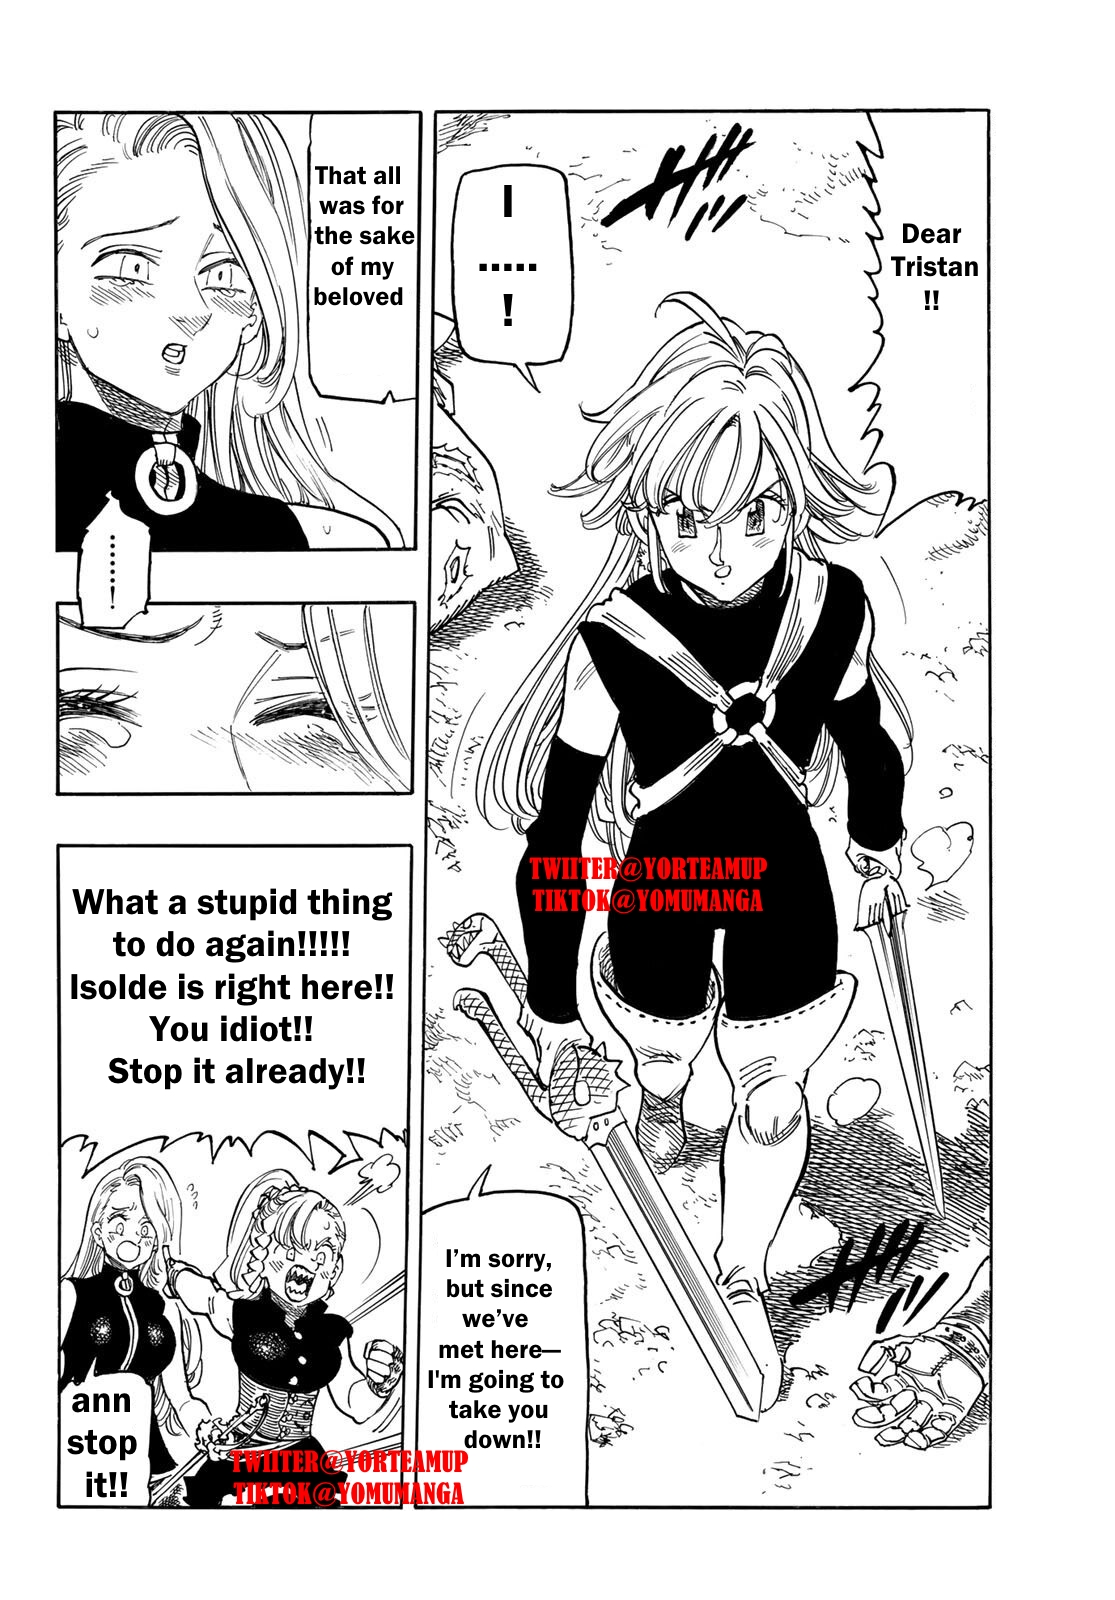 Dear
Tristan
!!
I
.....
!
TWIITER@YORTEAMUP
TIKTOK@YOMUMANGA
I'm sorry,
but since
we've
met here—
I'm going to
take you
down!!
That all
was for
the sake
of my
beloved
.......!
What a stupid thing
to do again!!!!!
Isolde is right here!!
You idiot!!
Stop it already!!
ann
stop
it!!
TWIITER@YORTEAMUP
TIKTOK@YOMUMANGA